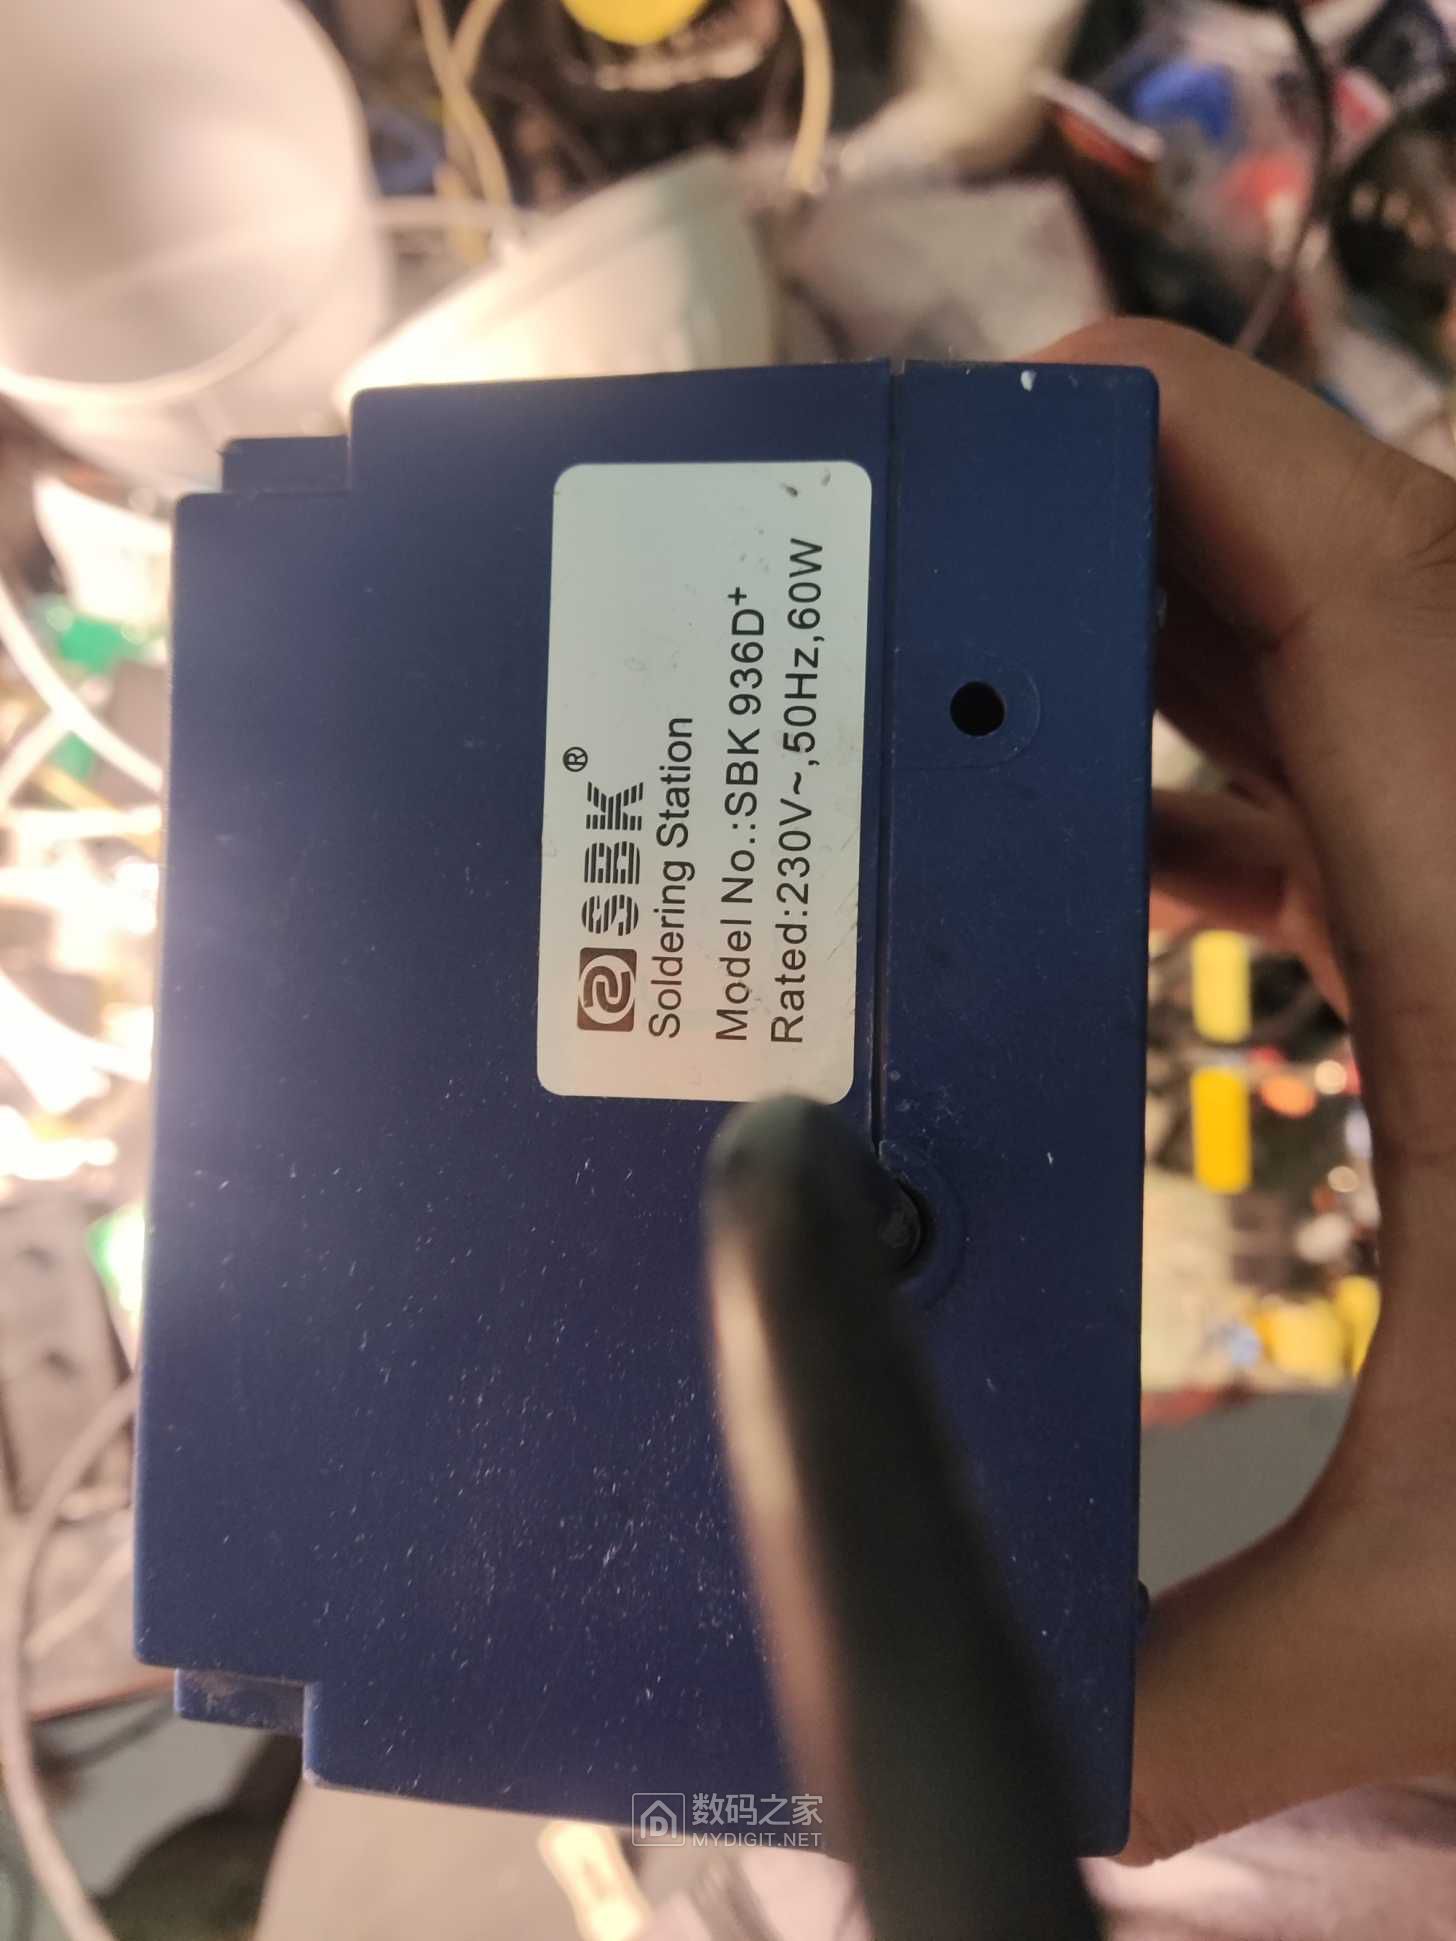 SBK®
Soldering Station
Model No.:SBK 936D+
Rated:230V~,50Hz,60W
数码之家
MYDIGIT.NET